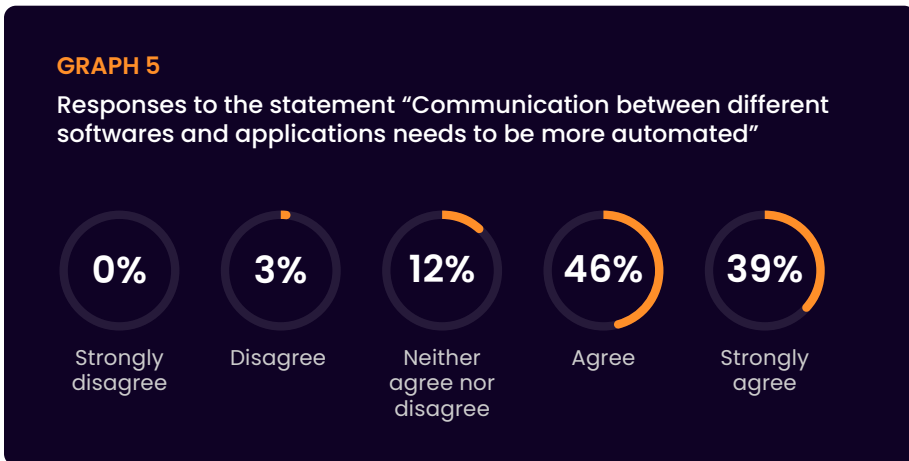 GRAPH 5
Responses to the statement “Communication between different
softwares and applications needs to be more automated”
0%
3%
12%
46%
39%
Strongly
disagree
Disagree
Neither
agree nor
disagree
Agree
Strongly
agree